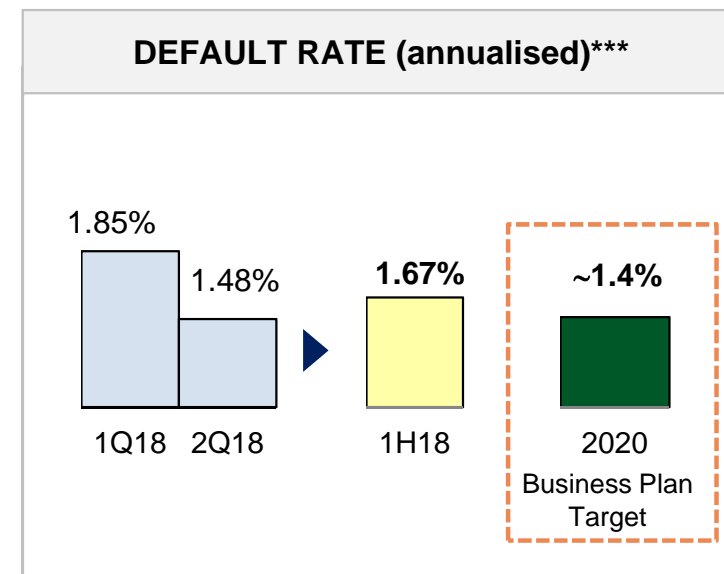 DEFAULT RATE (annualised)***
1.85%
1.48%
1.67%
~1.4%
1Q18
2Q18
1H18
2020
Business Plan
Target